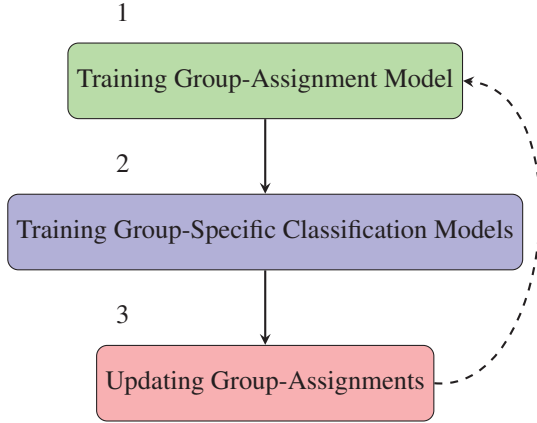 1
Training Group-Assignment Model
2
Training Group-Specific Classification Models
3
Updating Group-Assignments